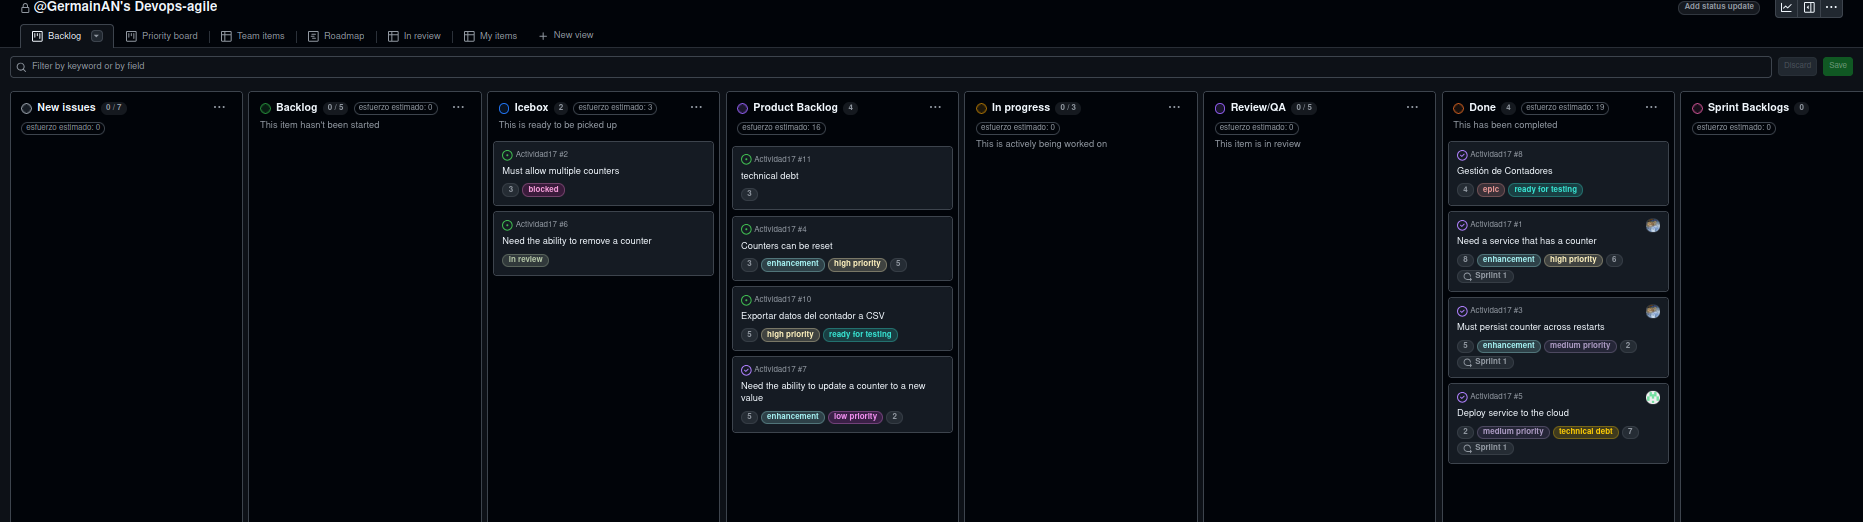 @GermainAN's Devops-agile
Add status update
Backlog
Priority board
Team items
Roadmap
In review
My items
New view
Filter by keyword or by field
Discard
Save
New issues 0 / 7
esfuerzo estimado: 0
Backlog 0 / 5 esfuerzo estimado: 0
This item hasn't been started
Icebox 2 esfuerzo estimado: 3
This is ready to be picked up
Actividad17 #2
Must allow multiple counters
3 blocked
Actividad17 #6
Need the ability to remove a counter
in review
Product Backlog 4
esfuerzo estimado: 16
Actividad17 #11
technical debt
3
Actividad17 #4
Counters can be reset
3 enhancement high priority 5
Actividad17 #10
Exportar datos del contador a CSV
5 high priority ready for testing
Actividad17 #7
Need the ability to update a counter to a new
value
5 enhancement low priority 2
In progress 0 / 3
esfuerzo estimado: 0
This is actively being worked on
Review/QA 0 / 5
esfuerzo estimado: 0
This item is in review
Done 4 esfuerzo estimado: 19
This has been completed
Actividad17 #8
Gestión de Contadores
4 epic ready for testing
Actividad17 #1
Need a service that has a counter
8 enhancement high priority 6
Sprint 1
Actividad17 #3
Must persist counter across restarts
5 enhancement medium priority 2
Sprint 1
Actividad17 #5
Deploy service to the cloud
2 medium priority technical debt 7
Sprint 1
Sprint Backlogs 0
esfuerzo estimado: 0